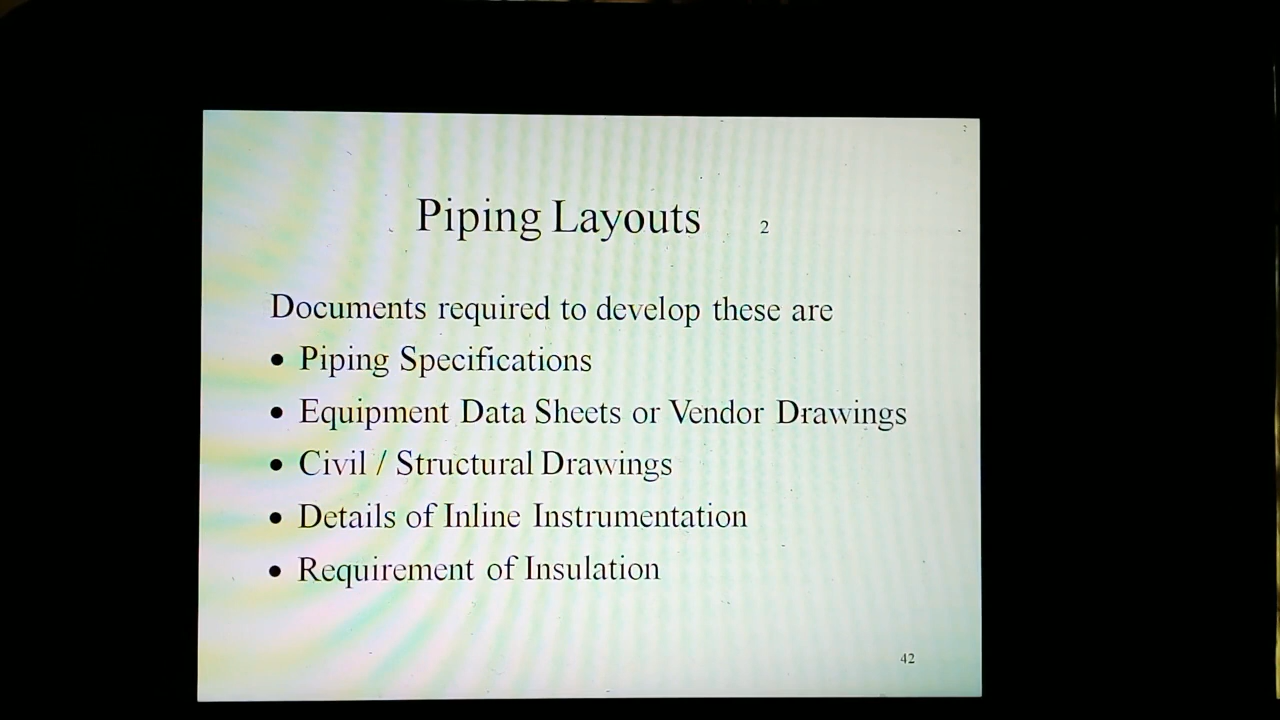 Piping Layouts 2
Documents required to develop these are
• Piping Specifications
• Equipment Data Sheets or Vendor Drawings
• Civil / Structural Drawings
• Details of Inline Instrumentation
• Requirement of Insulation
42